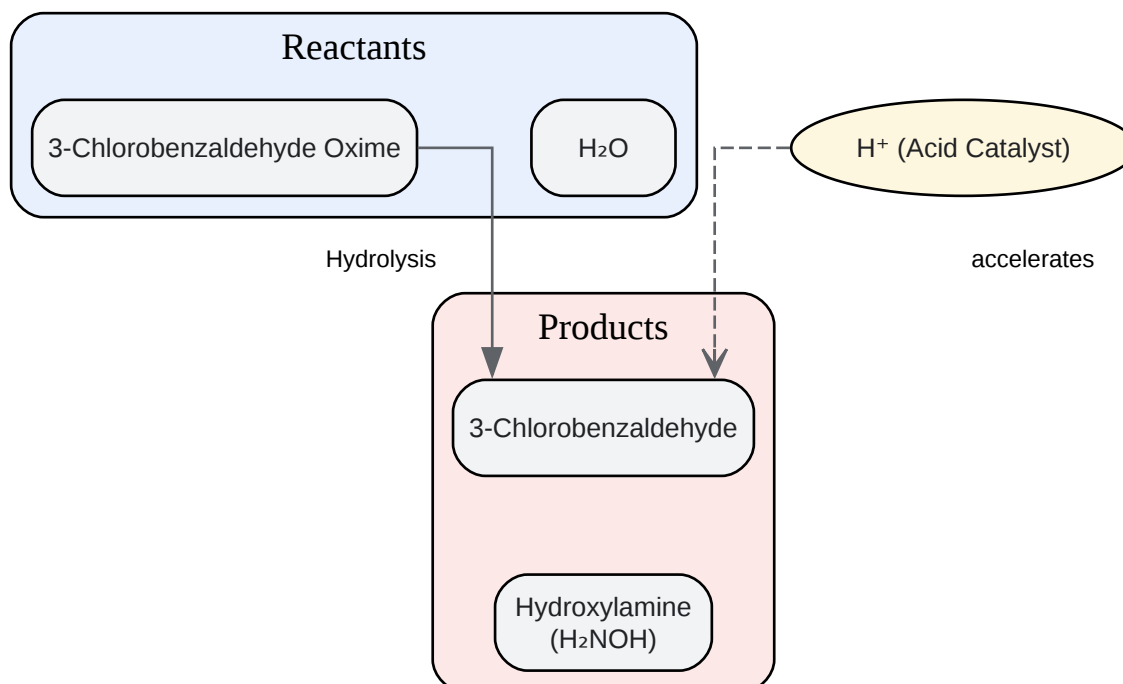 Reactants
3-Chlorobenzaldehyde Oxime
H₂O
H⁺ (Acid Catalyst)
Hydrolysis
accelerates
Products
3-Chlorobenzaldehyde
Hydroxylamine
(H₂NOH)